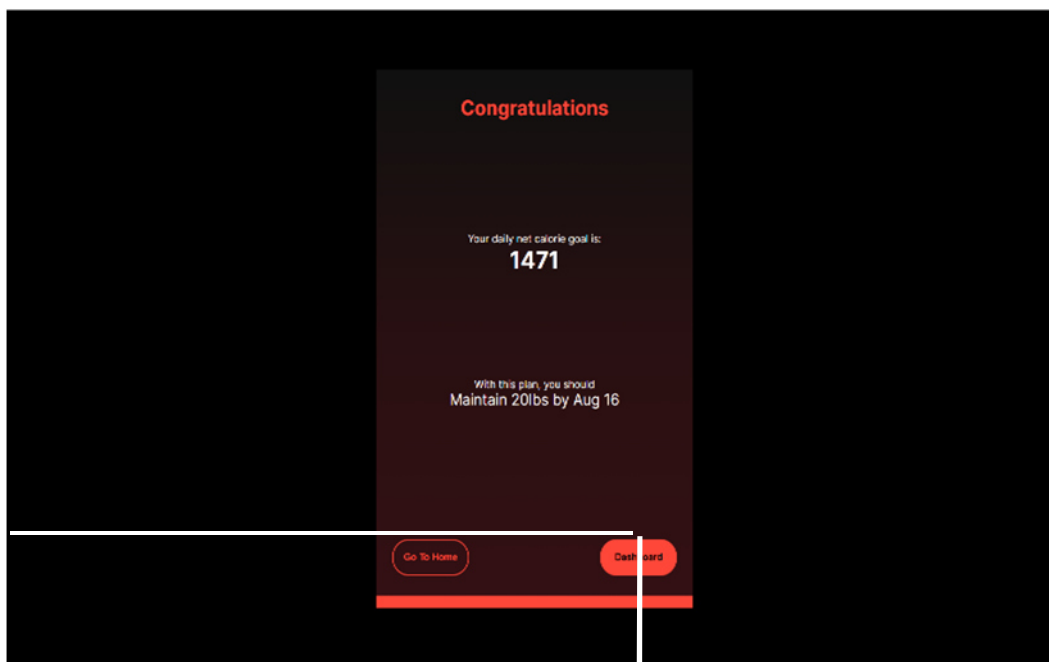 Congratulations
Your daily net calorie goal is:
1471
With this plan, you should
Maintain 20lbs by Aug 16
Go To Home
Dashboard